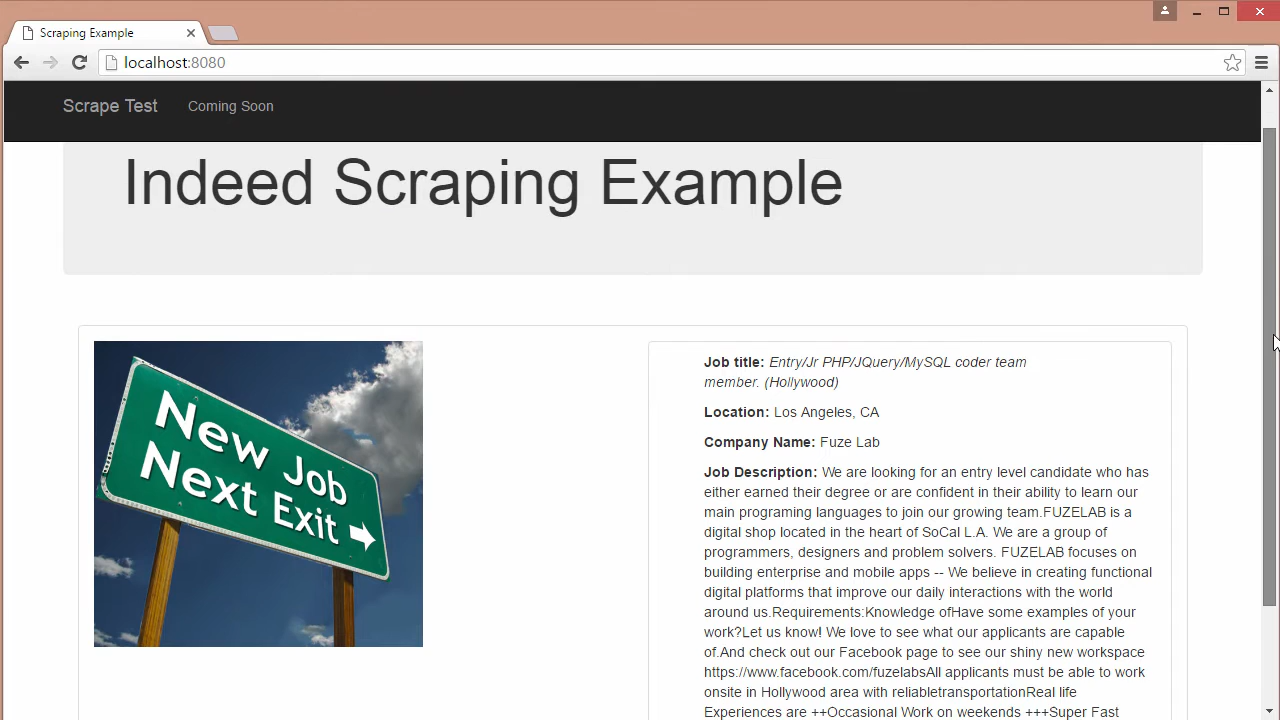 Scraping Example
localhost:8080
Scrape Test
Coming Soon
Indeed Scraping Example
New Job
Next Exit
Job title: Entry/Jr PHP/JQuery/MySQL coder team
member. (Hollywood)
Location: Los Angeles, CA
Company Name: Fuze Lab
Job Description: We are looking for an entry level candidate who has
either earned their degree or are confident in their ability to learn our
main programing languages to join our growing team.FUZELAB is a
digital shop located in the heart of SoCal L.A. We are a group of
programmers, designers and problem solvers. FUZELAB focuses on
building enterprise and mobile apps -- We believe in creating functional
digital platforms that improve our daily interactions with the world
around us.Requirements:Knowledge ofHave some examples of your
work?Let us know! We love to see what our applicants are capable
of.And check out our Facebook page to see our shiny new workspace
https://www.facebook.com/fuzelabsAll applicants must be able to work
onsite in Hollywood area with reliabletransportationReal life
Experiences are ++Occasional Work on weekends +++Super Fast